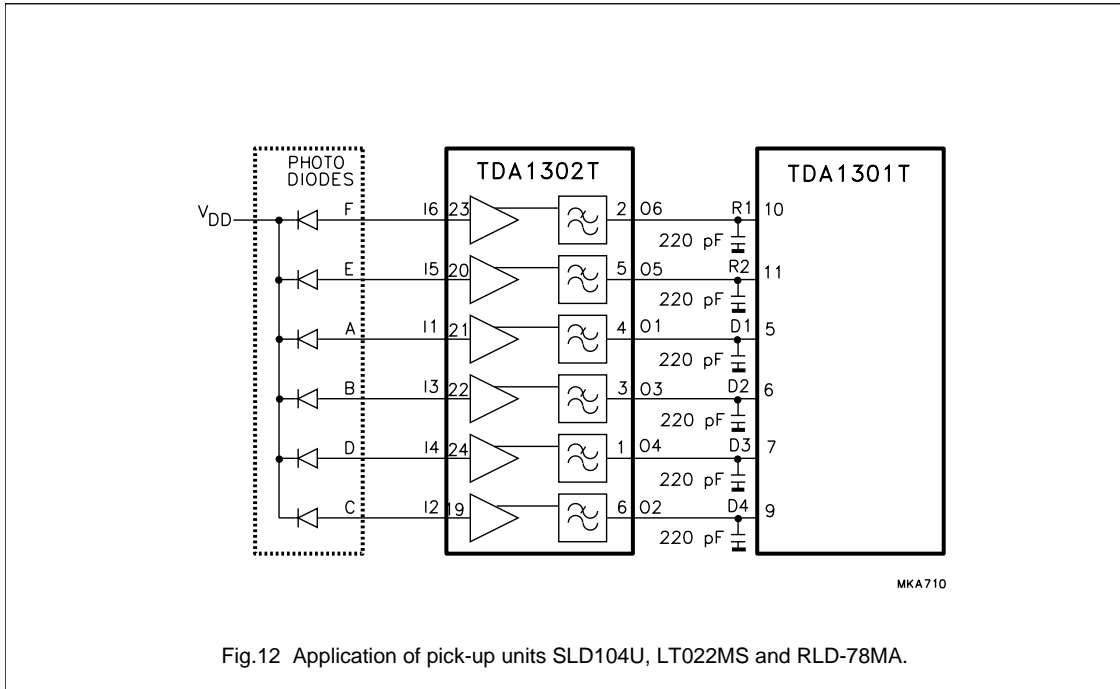 PHOTO
DIODES
TDA1302T
TDA1301T
VDD
F I6 23 2 O6 R1 10
220 pF
E I5 20 5 O5 R2 11
220 pF
A I1 21 4 O1 D1 5
220 pF
B I3 22 3 O3 D2 6
220 pF
D I4 24 1 O4 D3 7
220 pF
C I2 19 6 O2 D4 9
220 pF
MKA710
Fig.12 Application of pick-up units SLD104U, LT022MS and RLD-78MA.